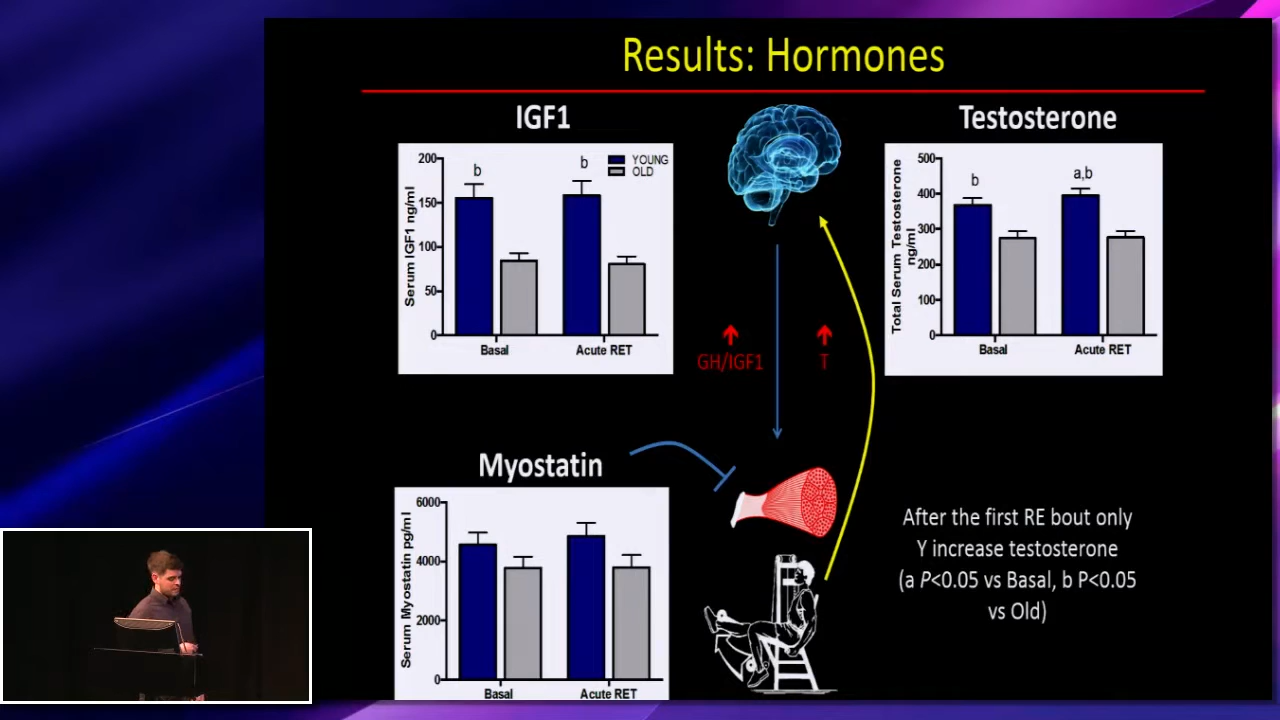 Results: Hormones
IGF1
Testosterone
200
150
100
50
0
Serum IGF1 ng/ml
b
b
YOUNG
OLD
Basal
Acute RET
500
400
300
200
100
0
Total Serum Testosterone
ng/ml
b
a,b
Basal
Acute RET
GH/IGF1
T
Myostatin
6000
4000
2000
0
Serum Myostatin pg/ml
Basal
Acute RET
After the first RE bout only
Y increase testosterone
(a P<0.05 vs Basal, b P<0.05
vs Old)